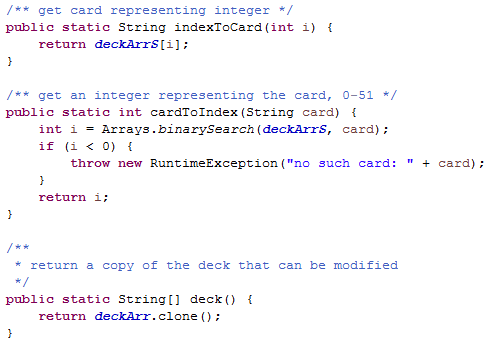 /** get card representing integer */
public static String indexToCard(int i) {
    return deckArrS[i];
}
/** get an integer representing the card, 0-51 */
public static int cardToIndex(String card) {
    int i = Arrays.binarySearch(deckArrS, card);
    if (i < 0) {
        throw new RuntimeException("no such card: " + card);
    }
    return i;
}
/**
 * return a copy of the deck that can be modified
 */
public static String[] deck() {
    return deckArr.clone();
}